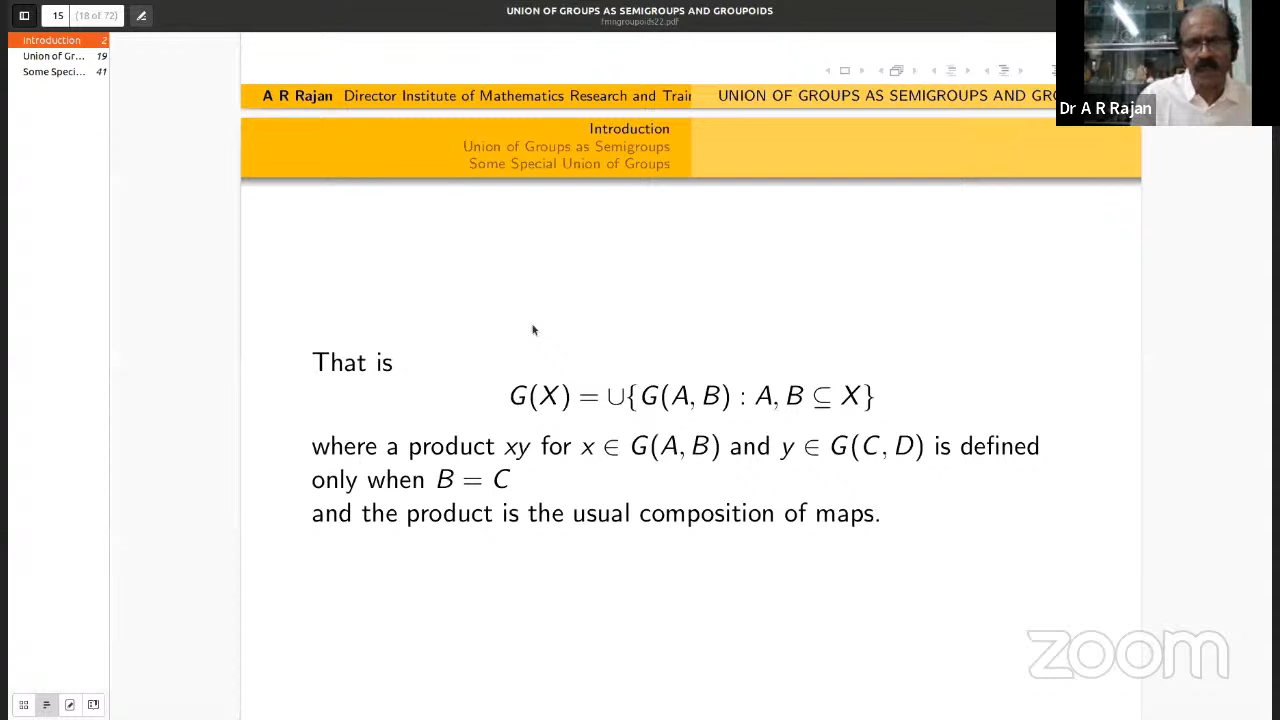 15 (18 of 72)
UNION OF GROUPS AS SEMIGROUPS AND GROUPOIDS
fmngroupoids22.pdf
Introduction 2
Union of Gr... 19
Some Speci... 41
A R Rajan Director Institute of Mathematics Research and Trai
UNION OF GROUPS AS SEMIGROUPS AND GRO
Dr A R Rajan
Introduction
Union of Groups as Semigroups
Some Special Union of Groups
That is
G(X) = ∪{G(A, B) : A, B ⊆ X}
where a product xy for x ∈ G(A, B) and y ∈ G(C, D) is defined
only when B = C
and the product is the usual composition of maps.
zoom